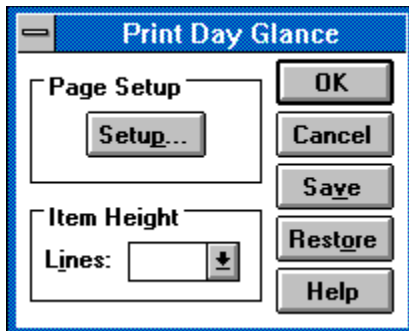 Print Day Glance
Page Setup
Setup...
Item Height
Lines:
OK
Cancel
Save
Restore
Help